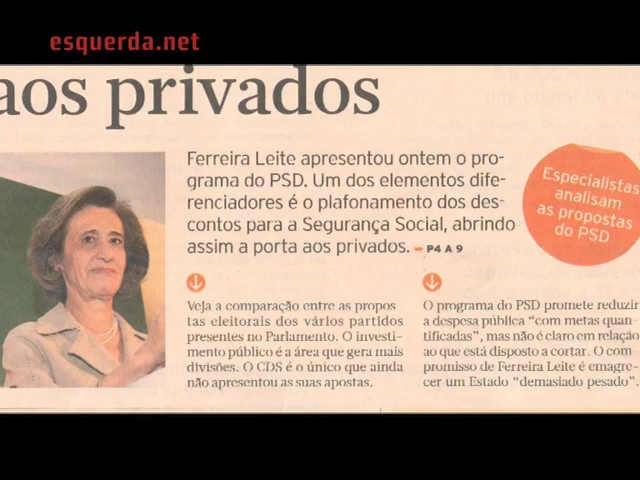 esquerda.net
aos privados
Ferreira Leite apresentou ontem o pro-
grama do PSD. Um dos elementos dife-
renciadores é o plafonamento dos des-
contos para a Segurança Social, abrindo
assim a porta aos privados. P4 A 9
Especialistas
analisam
as propostas
do PSD
Veja a comparação entre as propos
tas eleitorais dos vários partidos
presentes no Parlamento. O investi-
mento público é a área que gera mais
divisões. O CDS é o único que ainda
não apresentou as suas apostas.
O programa do PSD promete reduzir
a despesa pública “com metas quan-
tificadas”, mas não é claro em relação
ao que está disposto a cortar. O com
promisso de Ferreira Leite é emagre-
cer um Estado “demasiado pesado”.